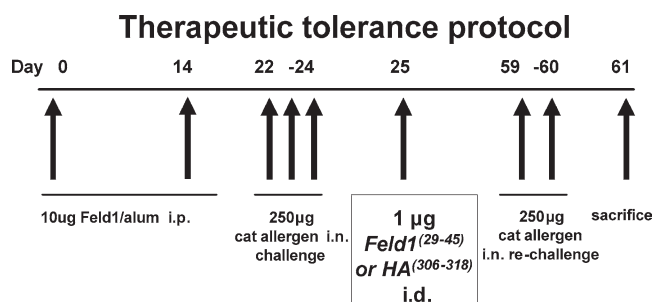 Therapeutic tolerance protocol
Day 0 14 22 -24 25 59 -60 61
10ug Feld1/alum i.p.
250µg
cat allergen i.n.
challenge
1 µg
Feld1(29-45)
or HA(306-318)
i.d.
250µg
cat allergen
i.n. re-challenge
sacrifice